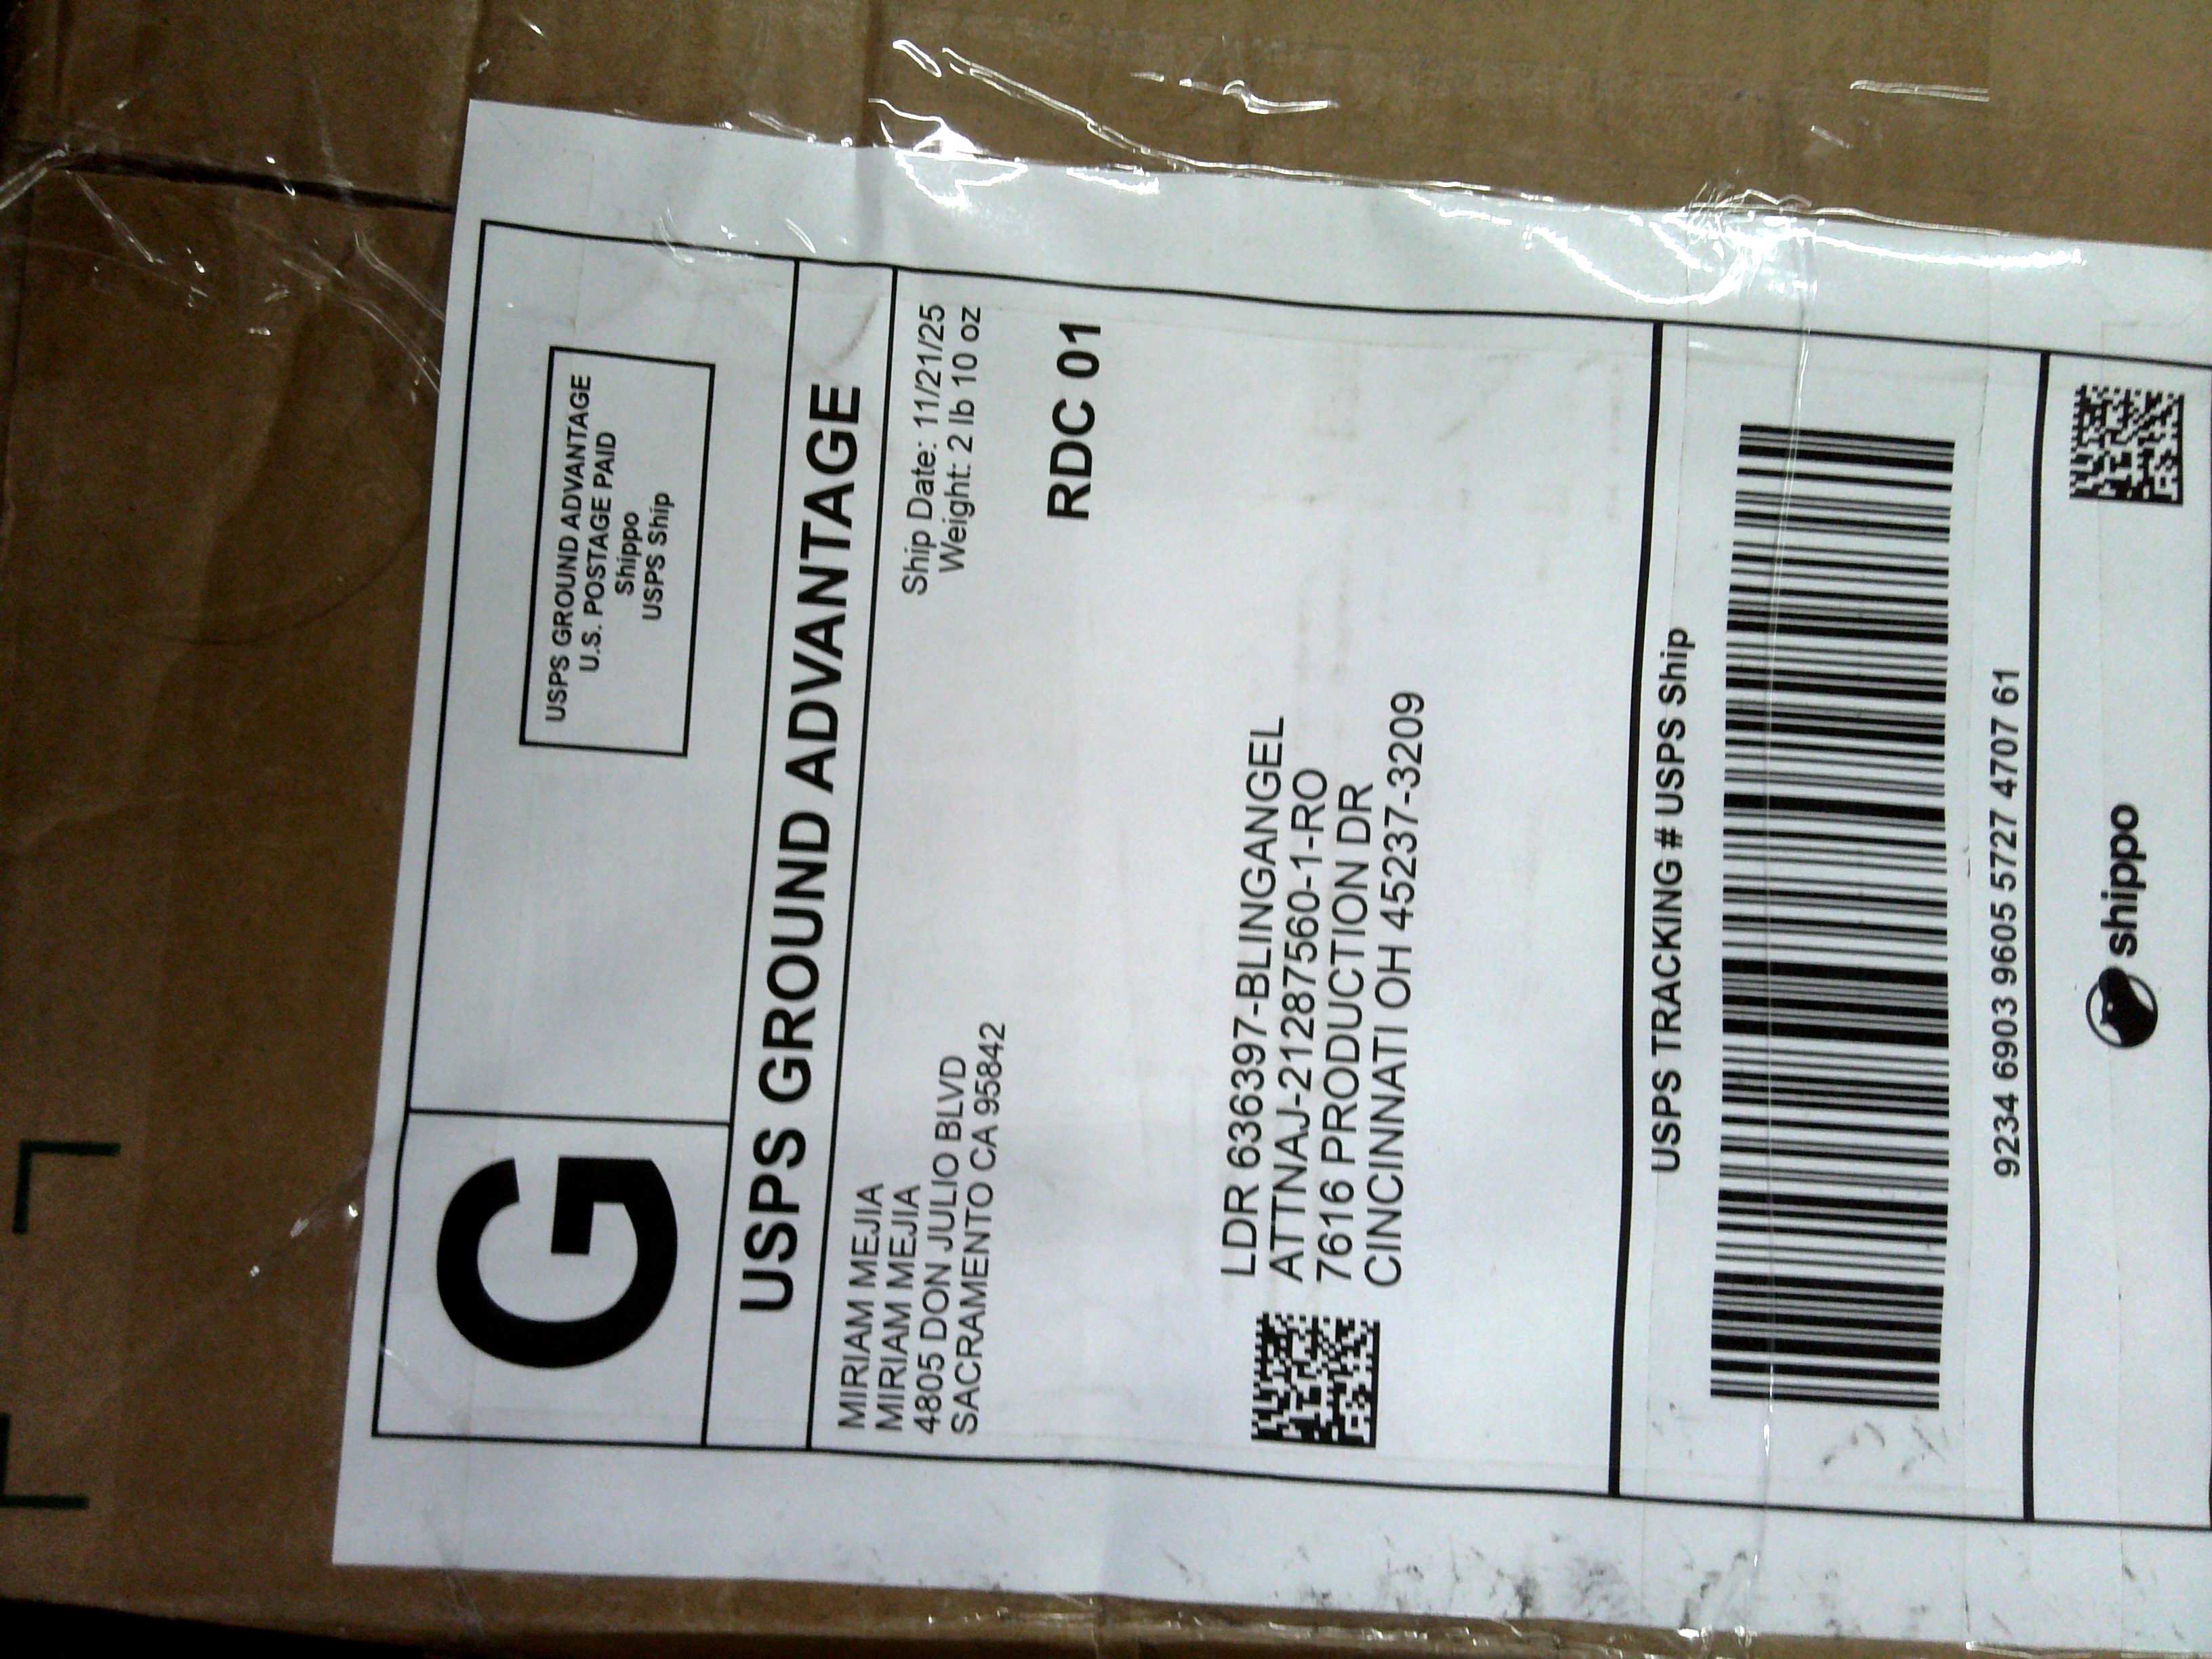 G
USPS GROUND ADVANTAGE
U.S. POSTAGE PAID
Shippo
USPS Ship
USPS GROUND ADVANTAGE
MIRIAM MEJIA
MIRIAM MEJIA
4805 DON JULIO BLVD
SACRAMENTO CA 95842
Ship Date: 11/21/25
Weight: 2 lb 10 oz
RDC 01
LDR 636397-BLINGANGEL
ATTNAJ-212877560-1-RO
7616 PRODUCTION DR
CINCINNATI OH 45237-3209
USPS TRACKING # USPS Ship
9234 6903 9605 5727 4707 61
shippo